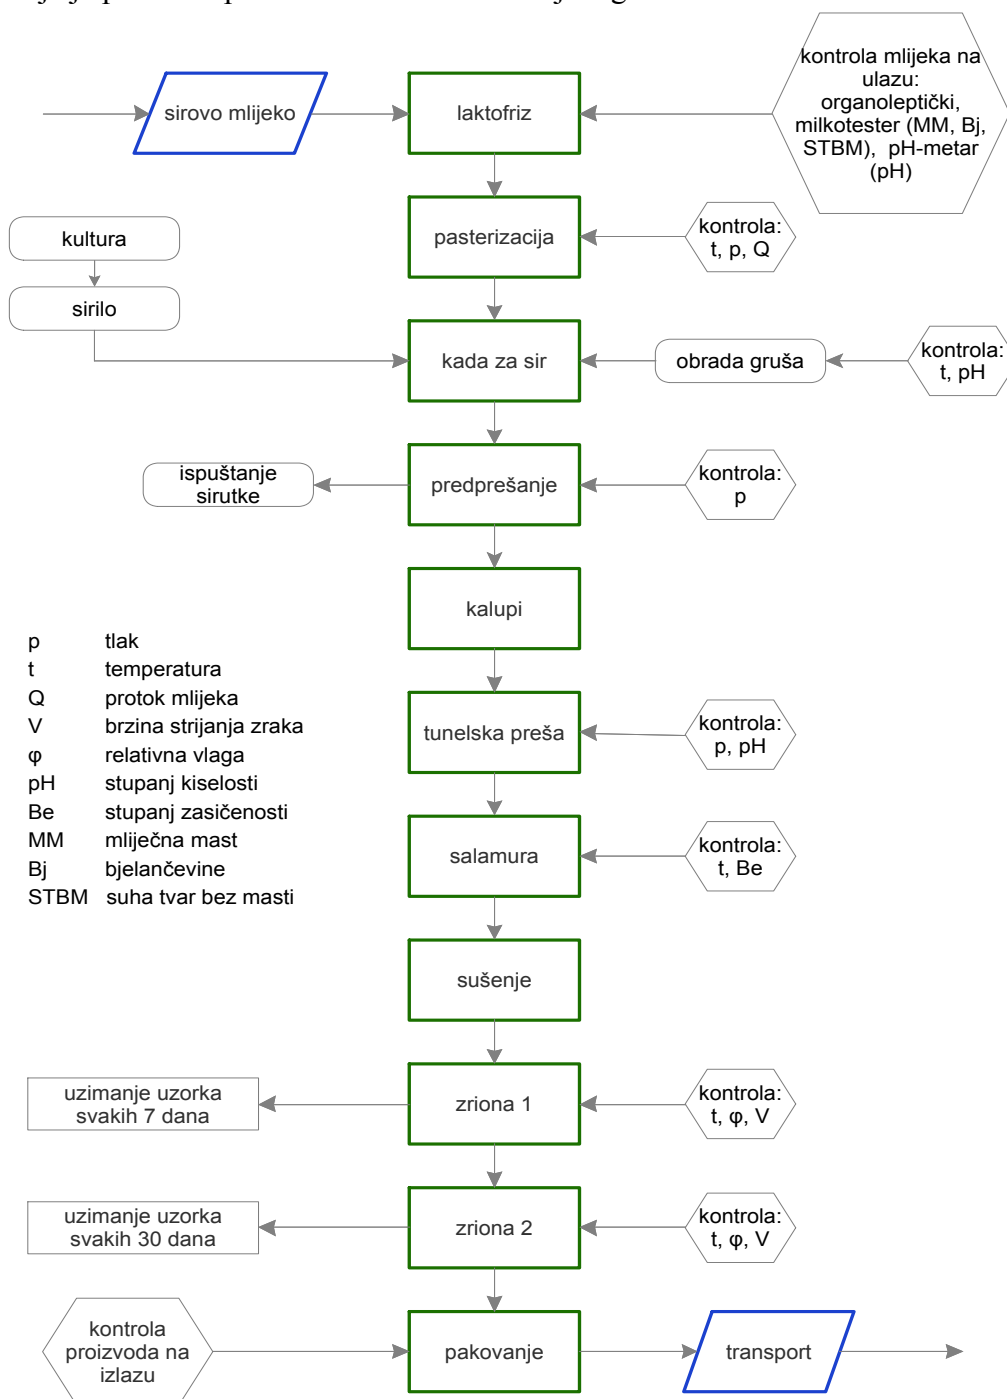 sirovo mlijeko
laktofriz
kontrola mlijeka na
ulazu:
organoleptički,
milkotester (MM, Bj,
STBM), pH-metar
(pH)
pasterizacija
kontrola:
t, p, Q
kultura
sirilo
kada za sir
obrada gruša
kontrola:
t, pH
ispuštanje
sirutke
predprešanje
kontrola:
p
kalupi
p tlak
t temperatura
Q protok mlijeka
V brzina strijanja zraka
φ relativna vlaga
pH stupanj kiselosti
Be stupanj zasičenosti
MM mliječna mast
Bj bjelančevine
STBM suha tvar bez masti
tunelska preša
kontrola:
p, pH
salamura
kontrola:
t, Be
sušenje
uzimanje uzorka
svakih 7 dana
zriona 1
kontrola:
t, φ, V
uzimanje uzorka
svakih 30 dana
zriona 2
kontrola:
t, φ, V
kontrola
proizvoda na
izlazu
pakovanje
transport